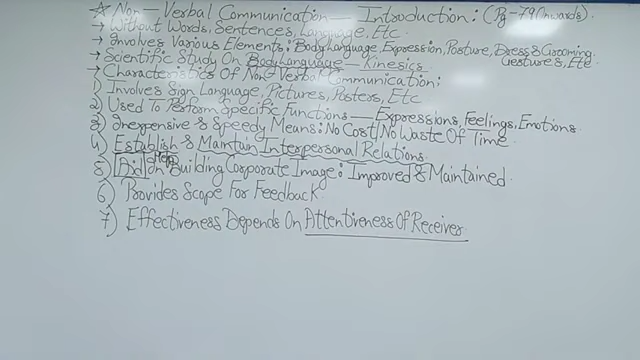 ☆ Non-Verbal Communication — Introduction: (Pg-79 Onwards).
→ Without Words, Sentences, Language, Etc
→ Involves Various Elements: Body Language, Expression, Posture, Dress & Grooming, Gestures, Etc
→ Scientific Study On Body Language — Kinesics
→ Characteristics Of Non-Verbal Communication:
1) Involves Sign Language, Pictures, Posters, Etc
2) Used To Perform Specific Functions — Expressions, Feelings, Emotions
3) Inexpensive & Speedy Means: No Cost/No Waste Of Time
4) Establish & Maintain Interpersonal Relations
5) Aid Help On Building Corporate Image: Improved & Maintained
6) Provides Scope For Feedback
7) Effectiveness Depends On Attentiveness Of Receiver